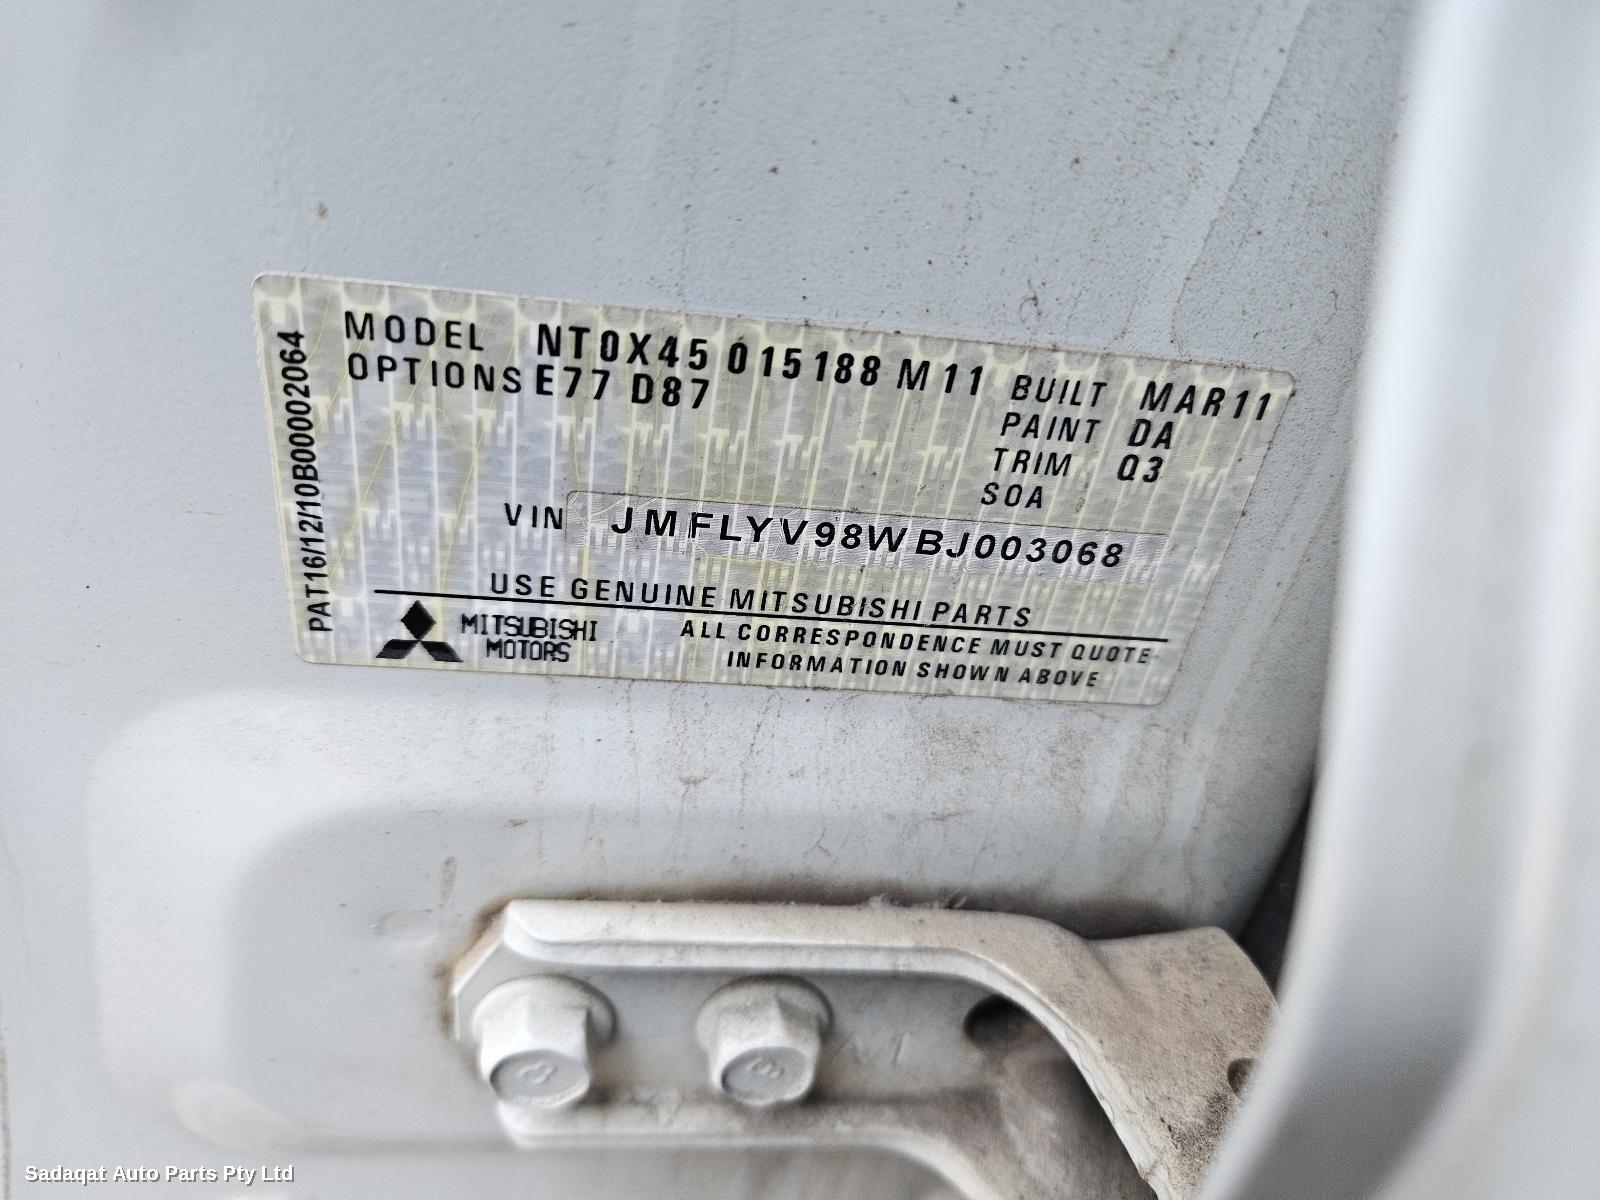 MODEL NT0X45 015188 M11 BUILT MAR11
OPTIONS E77 D87 PAINT DA
TRIM Q3
SOA
VIN JMFLYV98WBJ003068
USE GENUINE MITSUBISHI PARTS
MITSUBISHI MOTORS
ALL CORRESPONDENCE MUST QUOTE
INFORMATION SHOWN ABOVE
PAT16/12/10B00002064
Sadaqat Auto Parts Pty Ltd